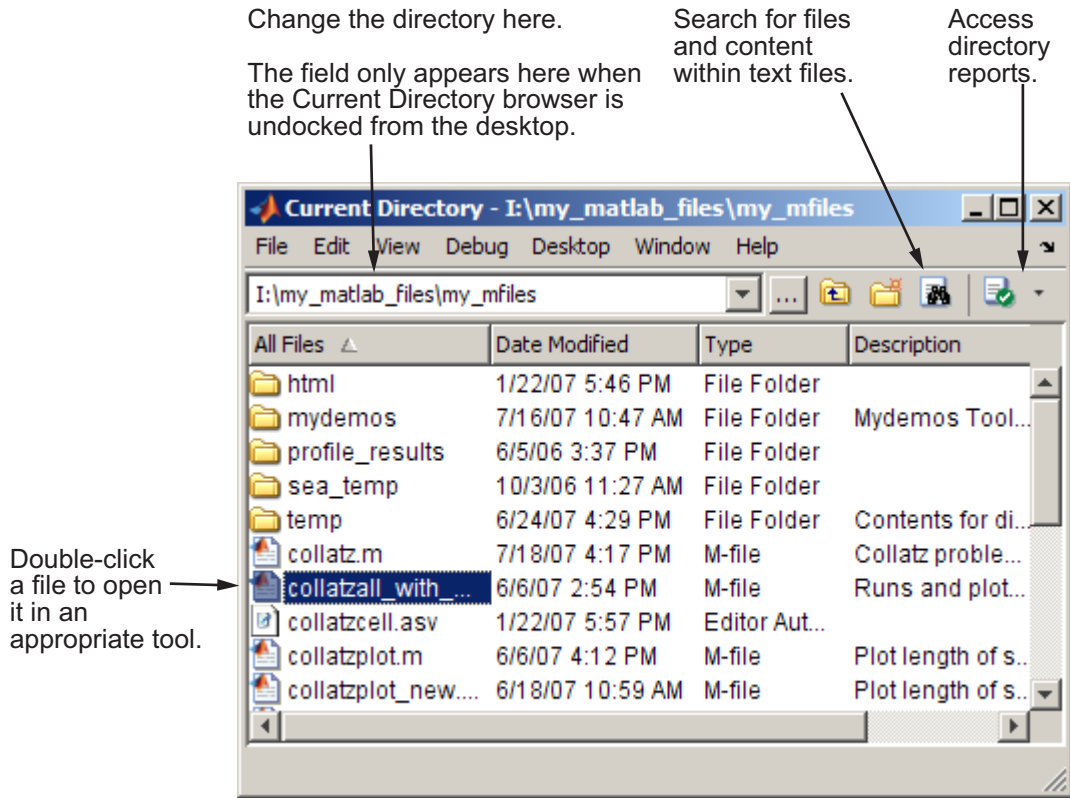 Change the directory here.
The field only appears here when
the Current Directory browser is
undocked from the desktop.
Search for files
and content
within text files.
Access
directory
reports.
Current Directory - I:\my_matlab_files\my_mfiles
File Edit View Debug Desktop Window Help
I:\my_matlab_files\my_mfiles ...
All Files Date Modified Type Description
html 1/22/07 5:46 PM File Folder
mydemos 7/16/07 10:47 AM File Folder Mydemos Tool...
profile_results 6/5/06 3:37 PM File Folder
sea_temp 10/3/06 11:27 AM File Folder
temp 6/24/07 4:29 PM File Folder Contents for di...
collatz.m 7/18/07 4:17 PM M-file Collatz proble...
collatzall_with_... 6/6/07 2:54 PM M-file Runs and plot...
collatzcell.asv 1/22/07 5:57 PM Editor Aut...
collatzplot.m 6/6/07 4:12 PM M-file Plot length of s..
collatzplot_new.... 6/18/07 10:59 AM M-file Plot length of s..
Double-click
a file to open
it in an
appropriate tool.